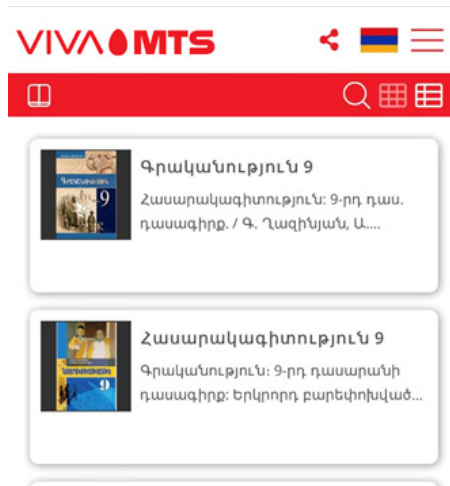 VIVA MTS
Գրականություն 9
Հասարակագիտություն: 9-րդ դաս.
դասագիրք. / Գ. Ղազինյան, Ա....
Հասարակագիտություն 9
Գրականություն: 9-րդ դասարանի
դասագիրք: Երկրորդ բարեփոխված...